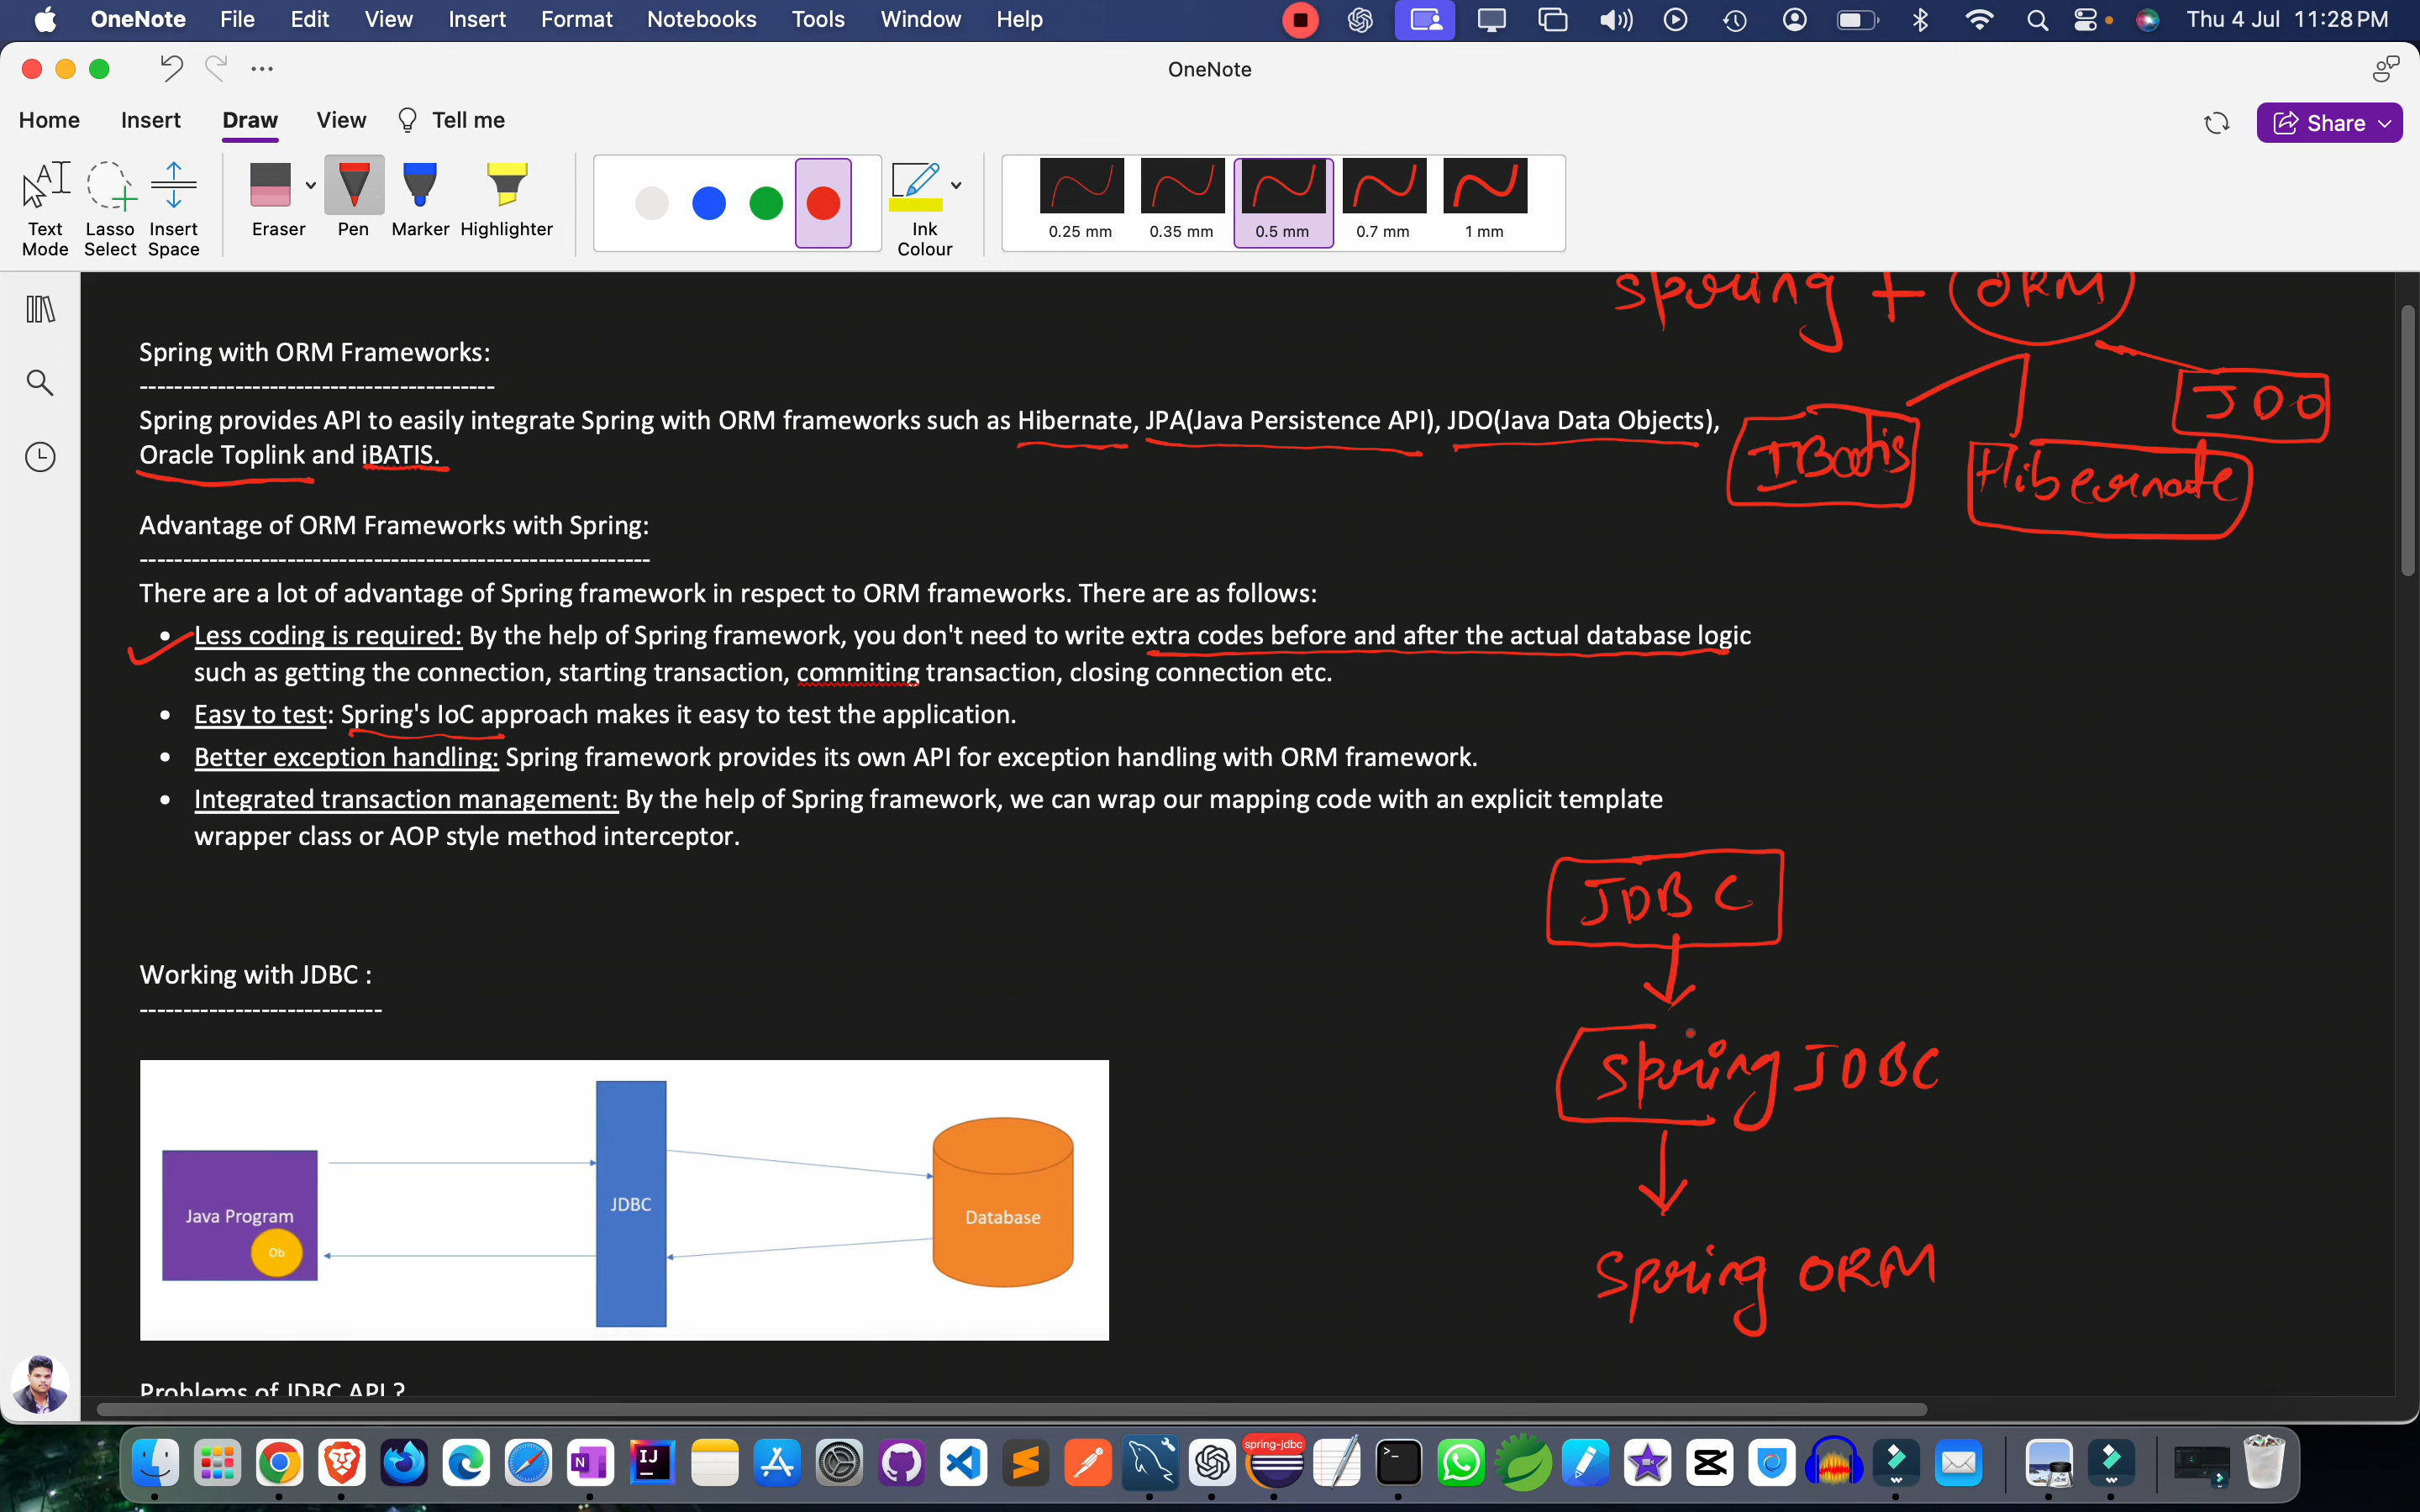 OneNote File Edit View Insert Format Notebooks Tools Window Help Thu 4 Jul 11:28 PM
OneNote
Home Insert Draw View Tell me Share
Text Mode Lasso Select Insert Space Eraser Pen Marker Highlighter Ink Colour 0.25 mm 0.35 mm 0.5 mm 0.7 mm 1 mm
Spring + ORM
Spring with ORM Frameworks:
----------------------------------------
Spring provides API to easily integrate Spring with ORM frameworks such as Hibernate, JPA(Java Persistence API), JDO(Java Data Objects),
Oracle Toplink and iBATIS.
IBatis Hibernate JDO
Advantage of ORM Frameworks with Spring:
----------------------------------------------------------
There are a lot of advantage of Spring framework in respect to ORM frameworks. There are as follows:
• Less coding is required: By the help of Spring framework, you don't need to write extra codes before and after the actual database logic
such as getting the connection, starting transaction, commiting transaction, closing connection etc.
• Easy to test: Spring's IoC approach makes it easy to test the application.
• Better exception handling: Spring framework provides its own API for exception handling with ORM framework.
• Integrated transaction management: By the help of Spring framework, we can wrap our mapping code with an explicit template
wrapper class or AOP style method interceptor.
JDBC
Spring JDBC
Spring ORM
Working with JDBC :
----------------------------
Java Program
Ob
JDBC
Database
Problems of JDBC API ?
spring-jdbc